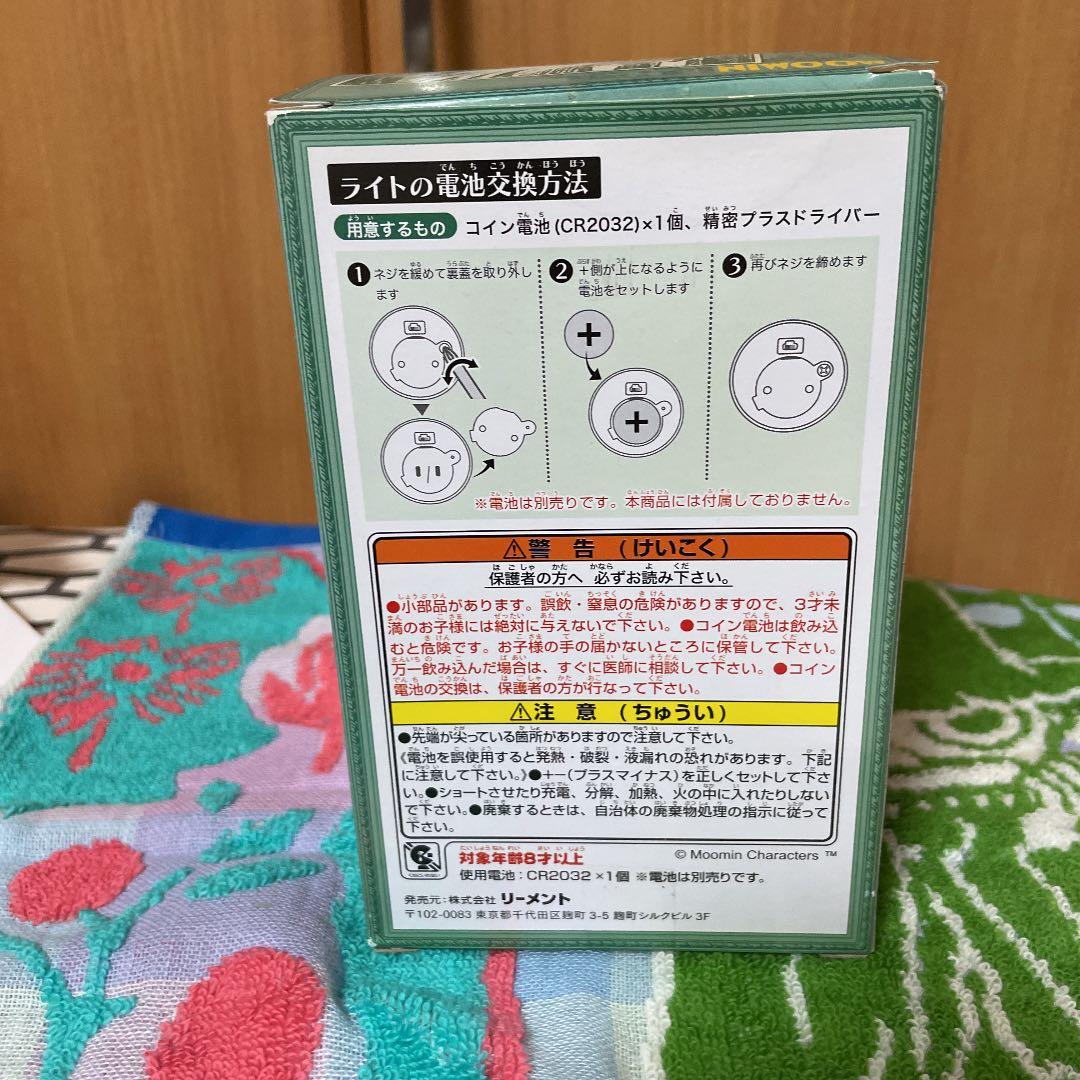 MOOMIN
ライトの電池交換方法
用意するもの コイン電池(CR2032)×1個、精密プラスドライバー
1 ネジを緩めて裏蓋を取り外し
ます
2 +側が上になるように
電池をセットします
3 再びネジを締めます
+
+
※電池は別売りです。本商品には付属しておりません。
⚠警 告 (けいこく)
保護者の方へ 必ずお読み下さい。
●小部品があります。誤飲・窒息の危険がありますので、3才未
満のお子様には絶対に与えないで下さい。●コイン電池は飲み込
むと危険です。お子様の手の届かないところに保管して下さい。
万一飲み込んだ場合は、すぐに医師に相談して下さい。●コイン
電池の交換は、保護者の方が行なって下さい。
⚠注 意 (ちゅうい)
●先端が尖っている箇所がありますので注意して下さい。
《電池を誤使用すると発熱・破裂・液漏れの恐れがあります。下記
に注意して下さい。》●+−(プラスマイナス)を正しくセットして下さ
い。●ショートさせたり充電、分解、加熱、火の中に入れたりしない
で下さい。●廃棄するときは、自治体の廃棄物処理の指示に従って
下さい。
対象年齢8才以上
© Moomin Characters ™
使用電池：CR2032 ×1個 ※電池は別売りです。
発売元：株式会社 リーメント
〒102-0083 東京都千代田区麹町 3-5 麹町シルクビル 3F